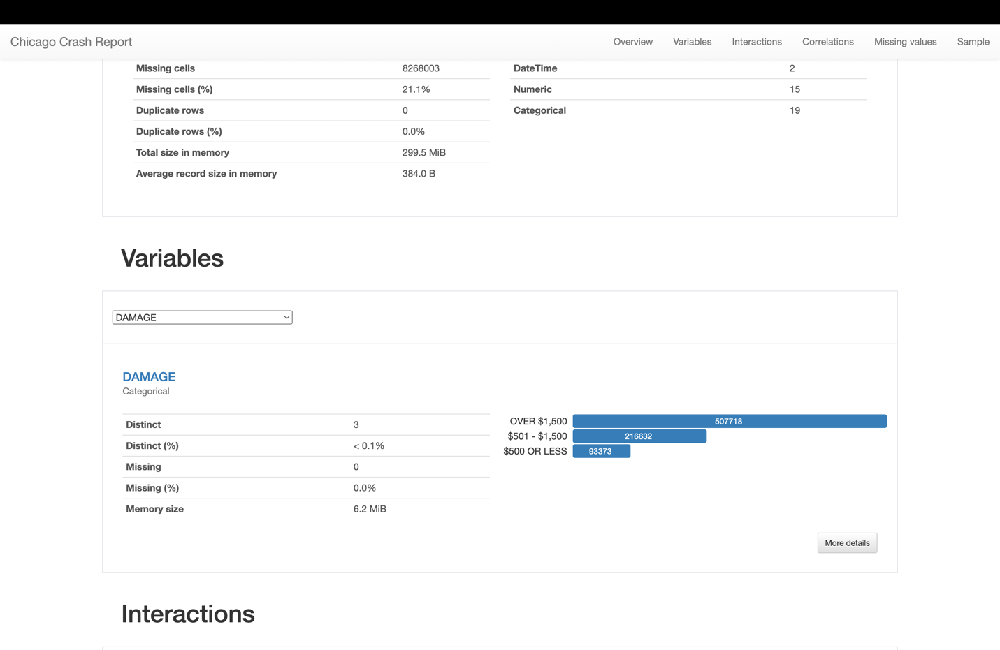 Chicago Crash Report
Overview Variables Interactions Correlations Missing values Sample
Missing cells 8268003
Missing cells (%) 21.1%
Duplicate rows 0
Duplicate rows (%) 0.0%
Total size in memory 299.5 MiB
Average record size in memory 384.0 B
DateTime 2
Numeric 15
Categorical 19
Variables
DAMAGE
DAMAGE
Categorical
Distinct 3
Distinct (%) < 0.1%
Missing 0
Missing (%) 0.0%
Memory size 6.2 MiB
OVER $1,500 507718
$501 - $1,500 216632
$500 OR LESS 93373
More details
Interactions